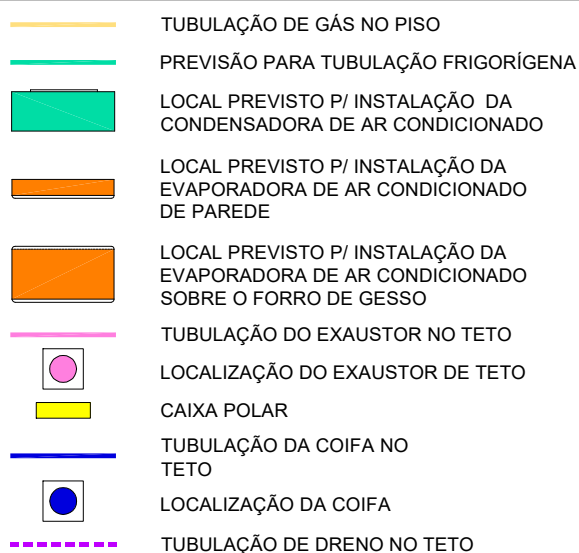 TUBULAÇÃO DE GÁS NO PISO
PREVISÃO PARA TUBULAÇÃO FRIGORÍGENA
LOCAL PREVISTO P/ INSTALAÇÃO DA
CONDENSADORA DE AR CONDICIONADO
LOCAL PREVISTO P/ INSTALAÇÃO DA
EVAPORADORA DE AR CONDICIONADO
DE PAREDE
LOCAL PREVISTO P/ INSTALAÇÃO DA
EVAPORADORA DE AR CONDICIONADO
SOBRE O FORRO DE GESSO
TUBULAÇÃO DO EXAUSTOR NO TETO
LOCALIZAÇÃO DO EXAUSTOR DE TETO
CAIXA POLAR
TUBULAÇÃO DA COIFA NO
TETO
LOCALIZAÇÃO DA COIFA
TUBULAÇÃO DE DRENO NO TETO